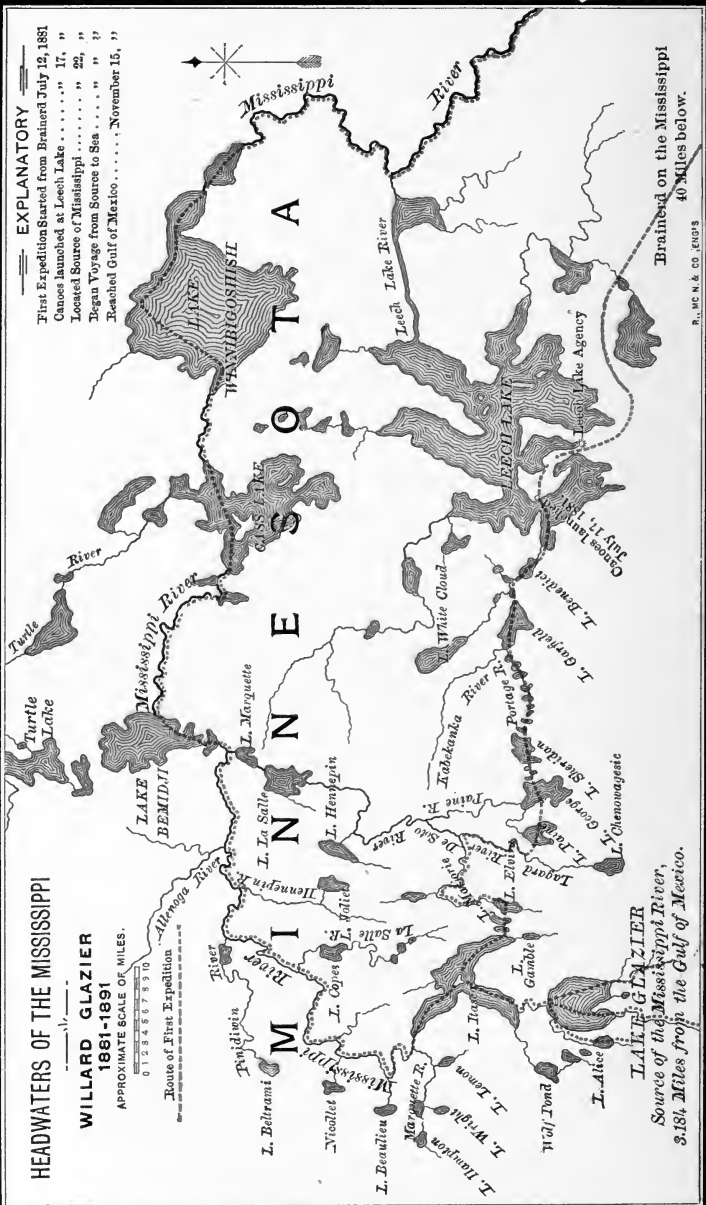 HEADWATERS OF THE MISSISSIPPI
WILLARD GLAZIER
1881-1891
APPROXIMATE SCALE OF MILES.
0 1 2 3 4 5 6 7 8 9 10
Route of First Expedition
EXPLANATORY
First Expedition Started from Brainerd July 12, 1881
Canoes launched at Leech Lake ........ " 17, "
Located Source of Mississippi ........ " 22, "
Began Voyage from Source to Sea ..... " " "
Reached Gulf of Mexico ...... November 15, "
Turtle
Lake
Turtle
River
LAKE
BEMIDJI
Mississippi River
CASS LAKE
LAKE
WINNIBIGOSHISH
Mississippi
River
Allenoga River
L. Marquette
L. La Salle
L. Hennepin
Hennepin R.
River
Pinidiwin
River
L. Beltrami
Nicollet
L. Copes
L. Joliet
La Salle
R.
Mississippi
L. Beaulieu
Marquette R.
L. Hampton
L. Wright
L. Lemon
MINNESOTA
Paine R.
De Soto
River
L. Marjorie
L. Elvira
Lagard
River
L. Paine
George
L. Sheridan
L. Chenowagesic
L. Itasca
L. Gamble
Wolf Pond
L. Alice
LAKE GLAZIER
Source of the Mississippi River,
3.184 Miles from the Gulf of Mexico.
Kabekanka
River
Portage R.
L. Garfield
L. Benedict
L. White Cloud
Canoes launched
July 17, 1881.
LEECH LAKE
Leech Lake River
Leech Lake Agency
Brainerd on the Mississippi
40 Miles below.
R., MC N. & CO., ENG'S